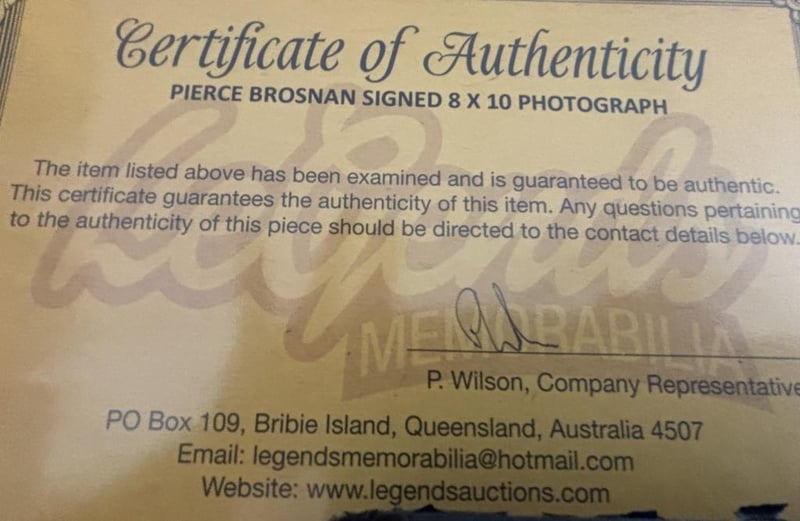 Certificate of Authenticity
PIERCE BROSNAN SIGNED 8 X 10 PHOTOGRAPH
The item listed above has been examined and is guaranteed to be authentic.
This certificate guarantees the authenticity of this item. Any questions pertaining
to the authenticity of this piece should be directed to the contact details below.
Legends
MEMORABILIA
P. Wilson, Company Representative
PO Box 109, Bribie Island, Queensland, Australia 4507
Email: legendsmemorabilia@hotmail.com
Website: www.legendsauctions.com